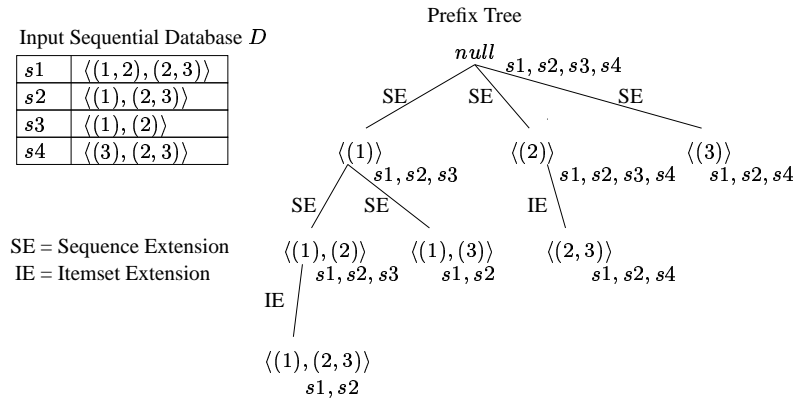 Prefix Tree
Input Sequential Database D
s1 ⟨(1, 2), (2, 3)⟩
s2 ⟨(1), (2, 3)⟩
s3 ⟨(1), (2)⟩
s4 ⟨(3), (2, 3)⟩
null s1, s2, s3, s4
SE SE SE
⟨(1)⟩ ⟨(2)⟩ ⟨(3)⟩
s1, s2, s3 s1, s2, s3, s4 s1, s2, s4
SE SE IE
SE = Sequence Extension
IE = Itemset Extension
⟨(1), (2)⟩ ⟨(1), (3)⟩ ⟨(2, 3)⟩
s1, s2, s3 s1, s2 s1, s2, s4
IE
⟨(1), (2, 3)⟩
s1, s2